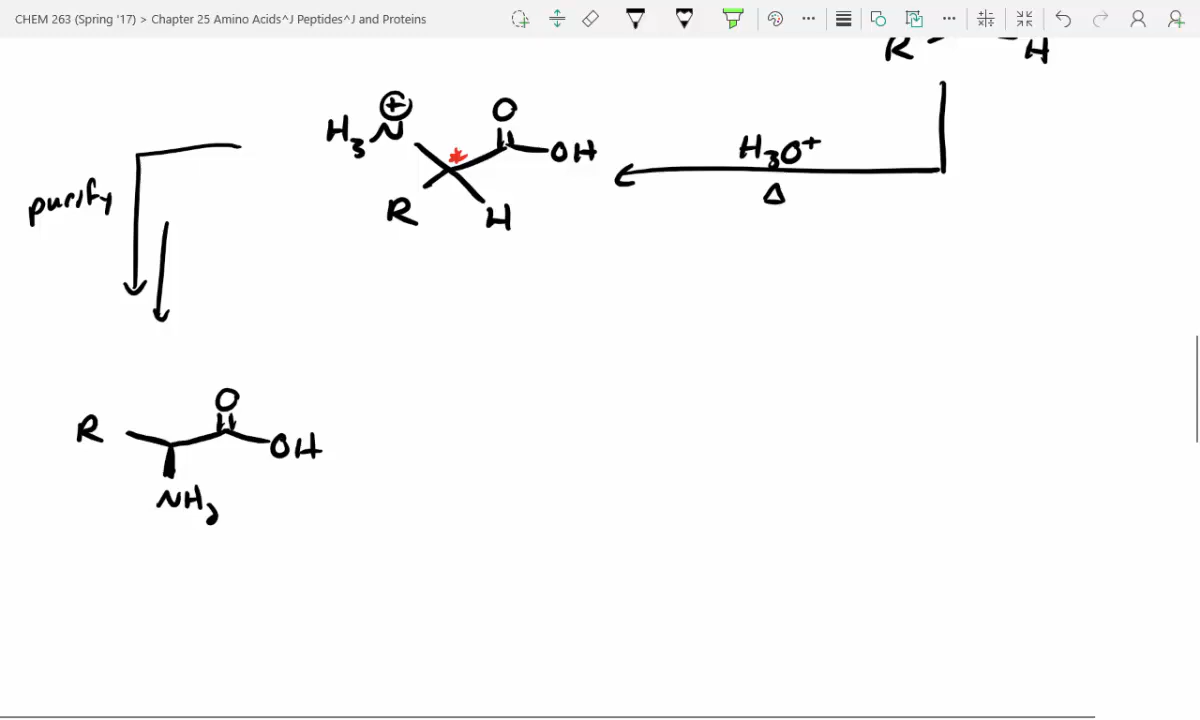 CHEM 263 (Spring '17) > Chapter 25 Amino Acids^J Peptides^J and Proteins
R H
H₃N⊕ O
OH
* 
R H
H₃O⁺
Δ
purify
O
R OH
NH₂